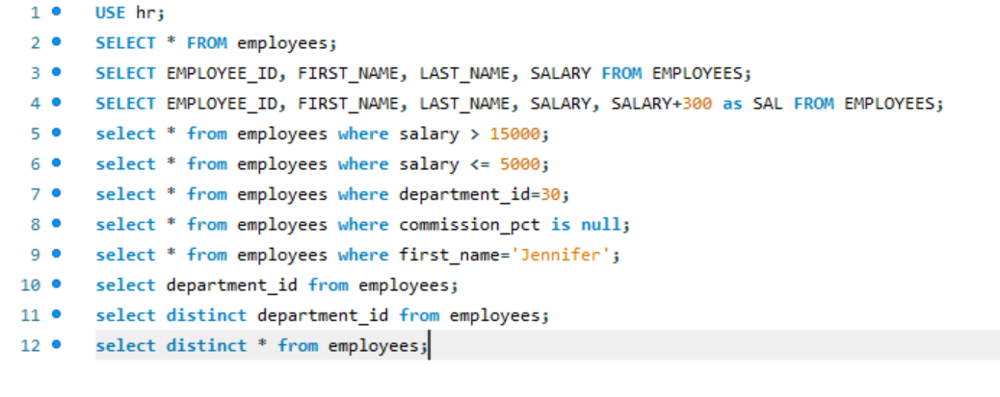 1 USE hr;
2 SELECT * FROM employees;
3 SELECT EMPLOYEE_ID, FIRST_NAME, LAST_NAME, SALARY FROM EMPLOYEES;
4 SELECT EMPLOYEE_ID, FIRST_NAME, LAST_NAME, SALARY, SALARY+300 as SAL FROM EMPLOYEES;
5 select * from employees where salary > 15000;
6 select * from employees where salary <= 5000;
7 select * from employees where department_id=30;
8 select * from employees where commission_pct is null;
9 select * from employees where first_name='Jennifer';
10 select department_id from employees;
11 select distinct department_id from employees;
12 select distinct * from employees;